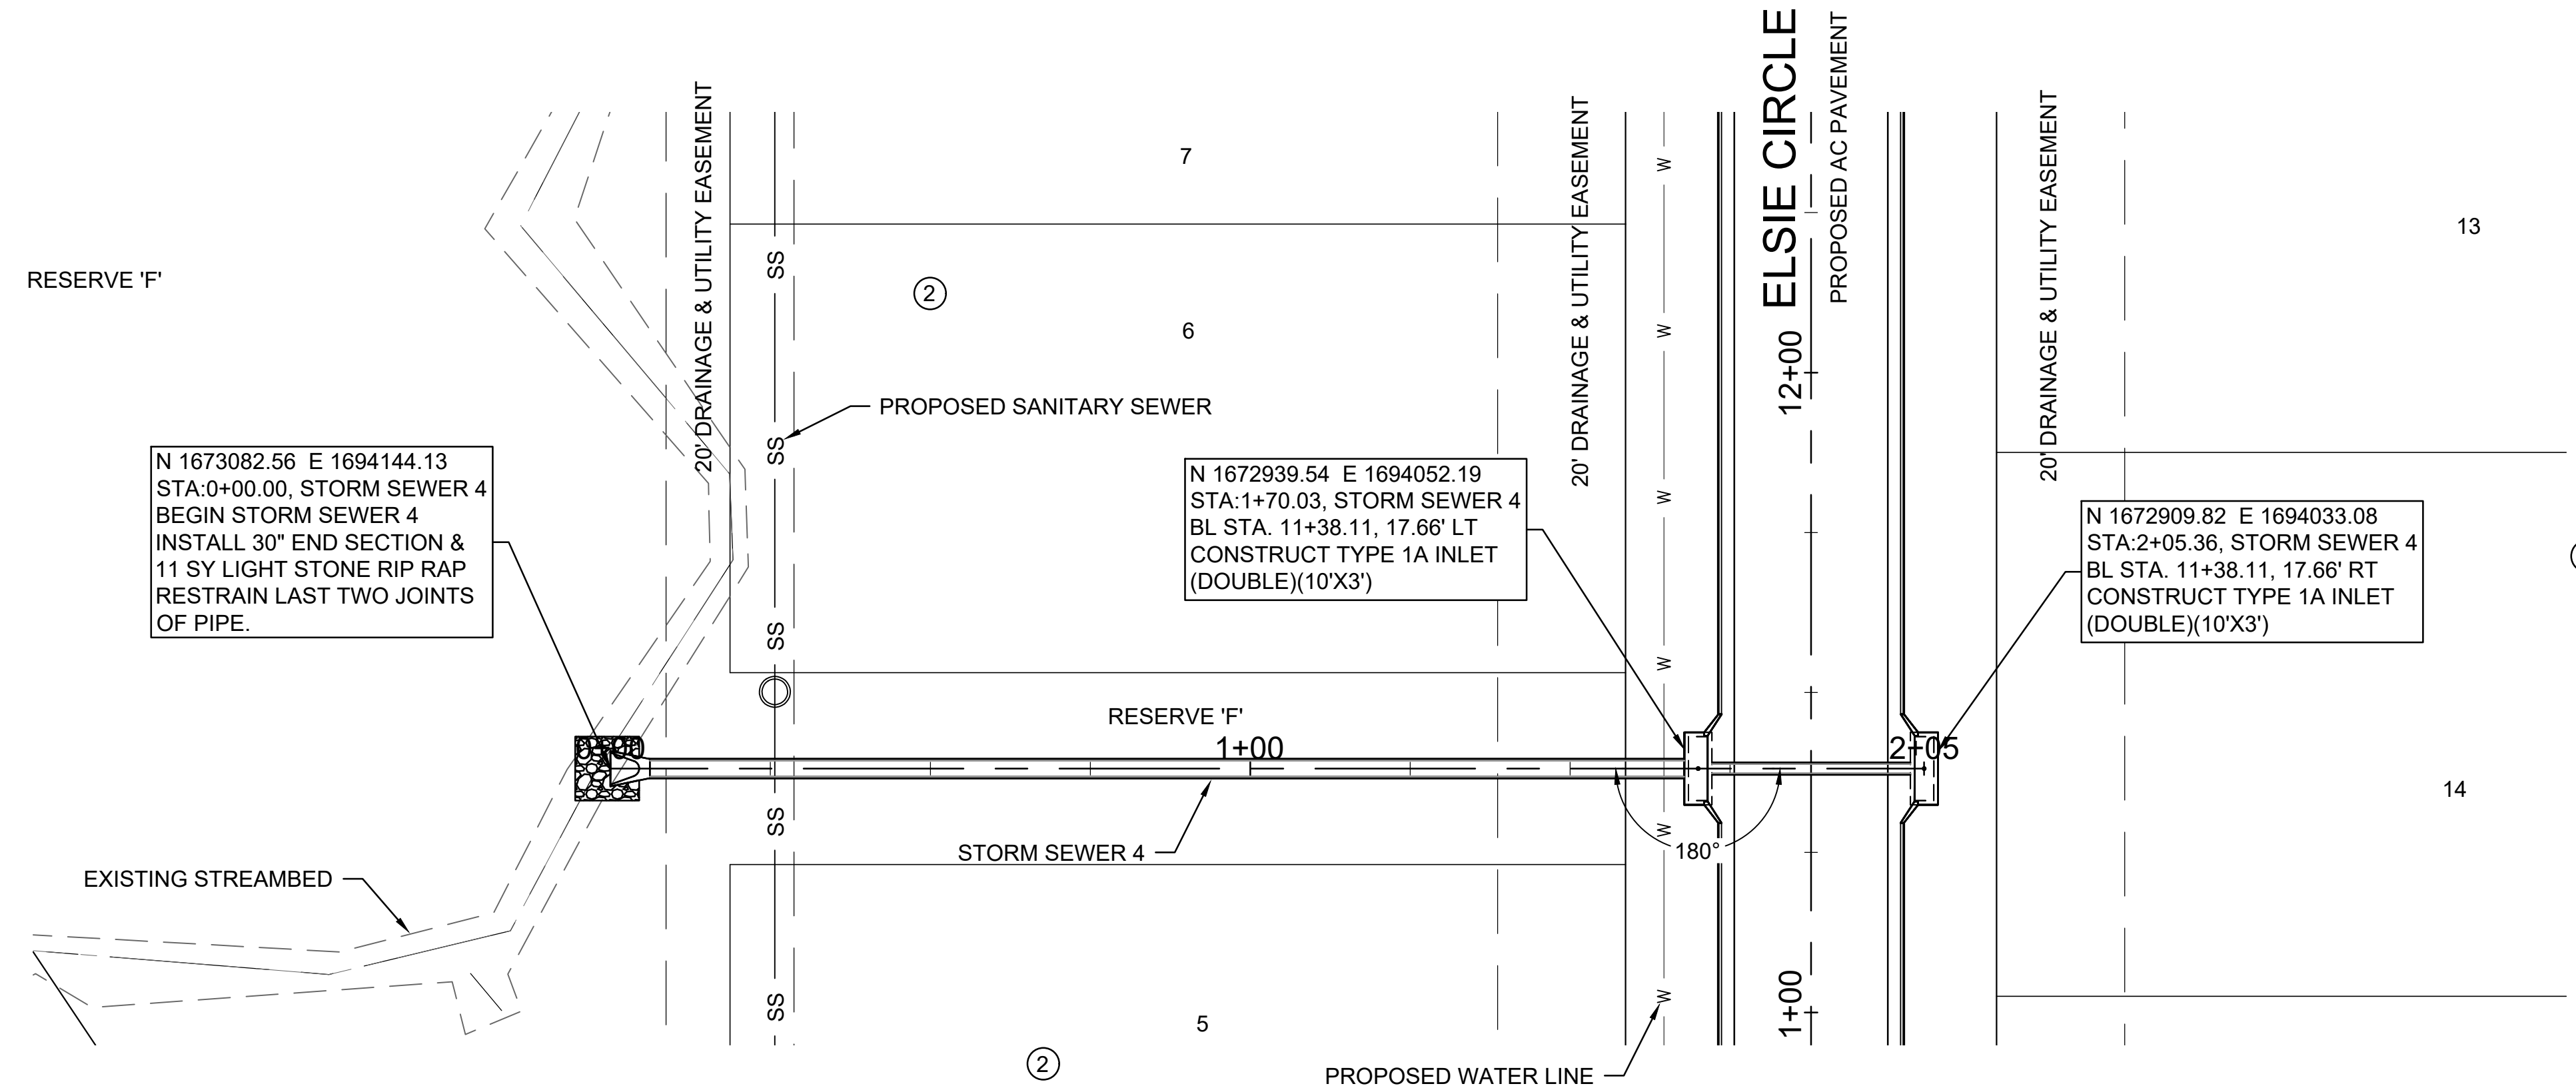 ELSIE CIRCLE
PROPOSED AC PAVEMENT
20' DRAINAGE & UTILITY EASEMENT
20' DRAINAGE & UTILITY EASEMENT
20' DRAINAGE & UTILITY EASEMENT
7
13
RESERVE 'F'
2
6
12+00
PROPOSED SANITARY SEWER
SS
SS
SS
SS
SS
W
W
W
W
W
W
N 1673082.56 E 1694144.13
STA:0+00.00, STORM SEWER 4
BEGIN STORM SEWER 4
INSTALL 30" END SECTION &
11 SY LIGHT STONE RIP RAP
RESTRAIN LAST TWO JOINTS
OF PIPE.
N 1672939.54 E 1694052.19
STA:1+70.03, STORM SEWER 4
BL STA. 11+38.11, 17.66' LT
CONSTRUCT TYPE 1A INLET
(DOUBLE)(10'X3')
N 1672909.82 E 1694033.08
STA:2+05.36, STORM SEWER 4
BL STA. 11+38.11, 17.66' RT
CONSTRUCT TYPE 1A INLET
(DOUBLE)(10'X3')
RESERVE 'F'
1+00
2+05
14
STORM SEWER 4
180°
EXISTING STREAMBED
1+00
5
2
PROPOSED WATER LINE